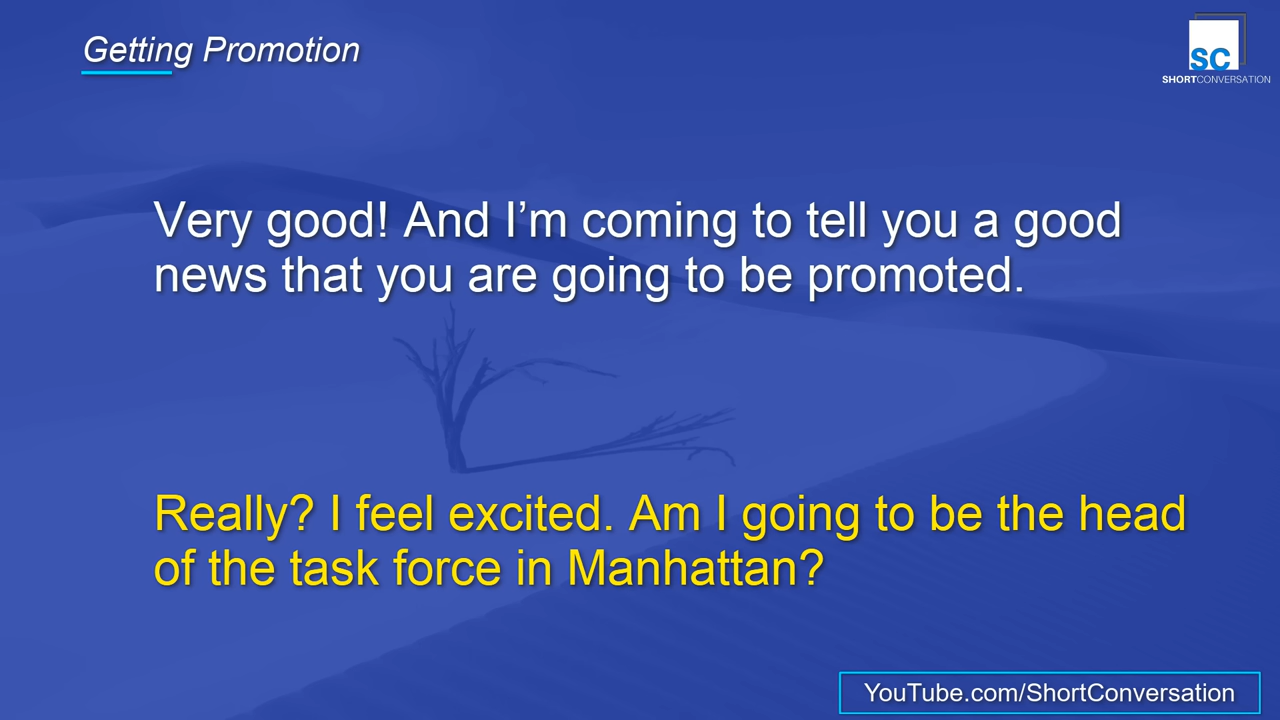 Getting Promotion
SC
SHORTCONVERSATION
Very good! And I’m coming to tell you a good
news that you are going to be promoted.
Really? I feel excited. Am I going to be the head
of the task force in Manhattan?
YouTube.com/ShortConversation